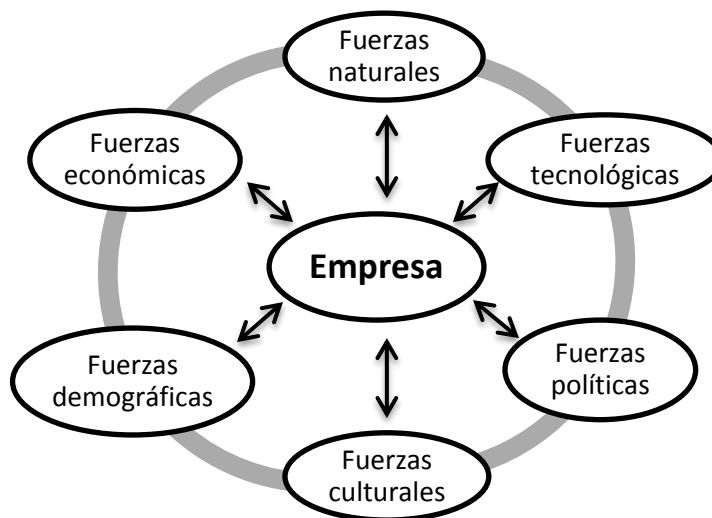 Fuerzas
naturales
Fuerzas
económicas
Fuerzas
tecnológicas
Empresa
Fuerzas
demográficas
Fuerzas
políticas
Fuerzas
culturales